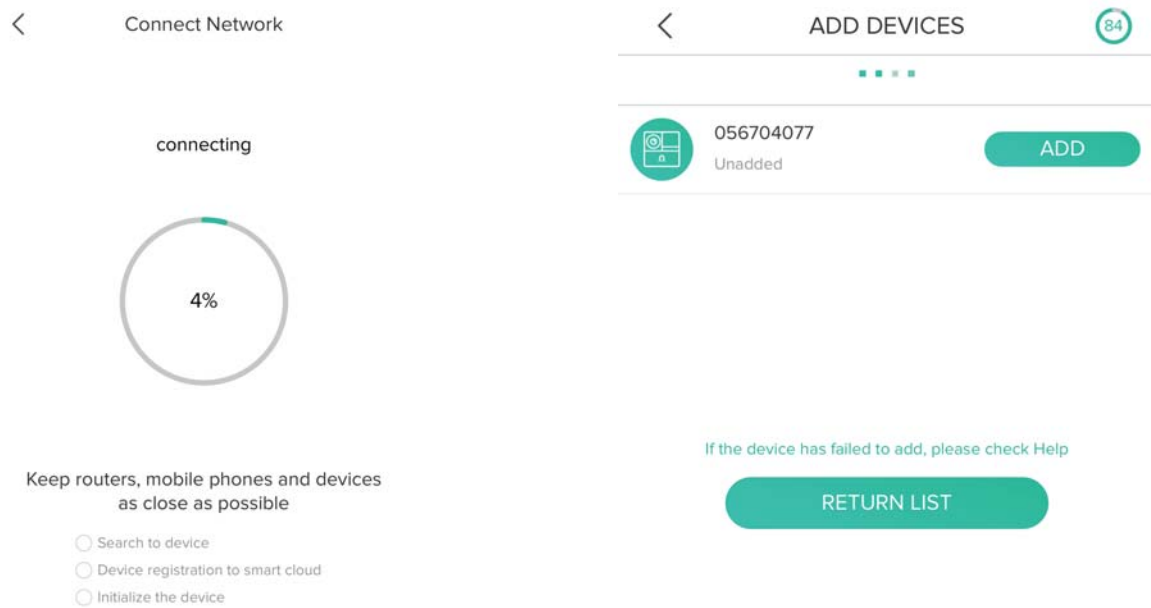 Connect Network
connecting
4%
Keep routers, mobile phones and devices
as close as possible
Search to device
Device registration to smart cloud
Initialize the device
ADD DEVICES
84
056704077
Unadded
ADD
If the device has failed to add, please check Help
RETURN LIST